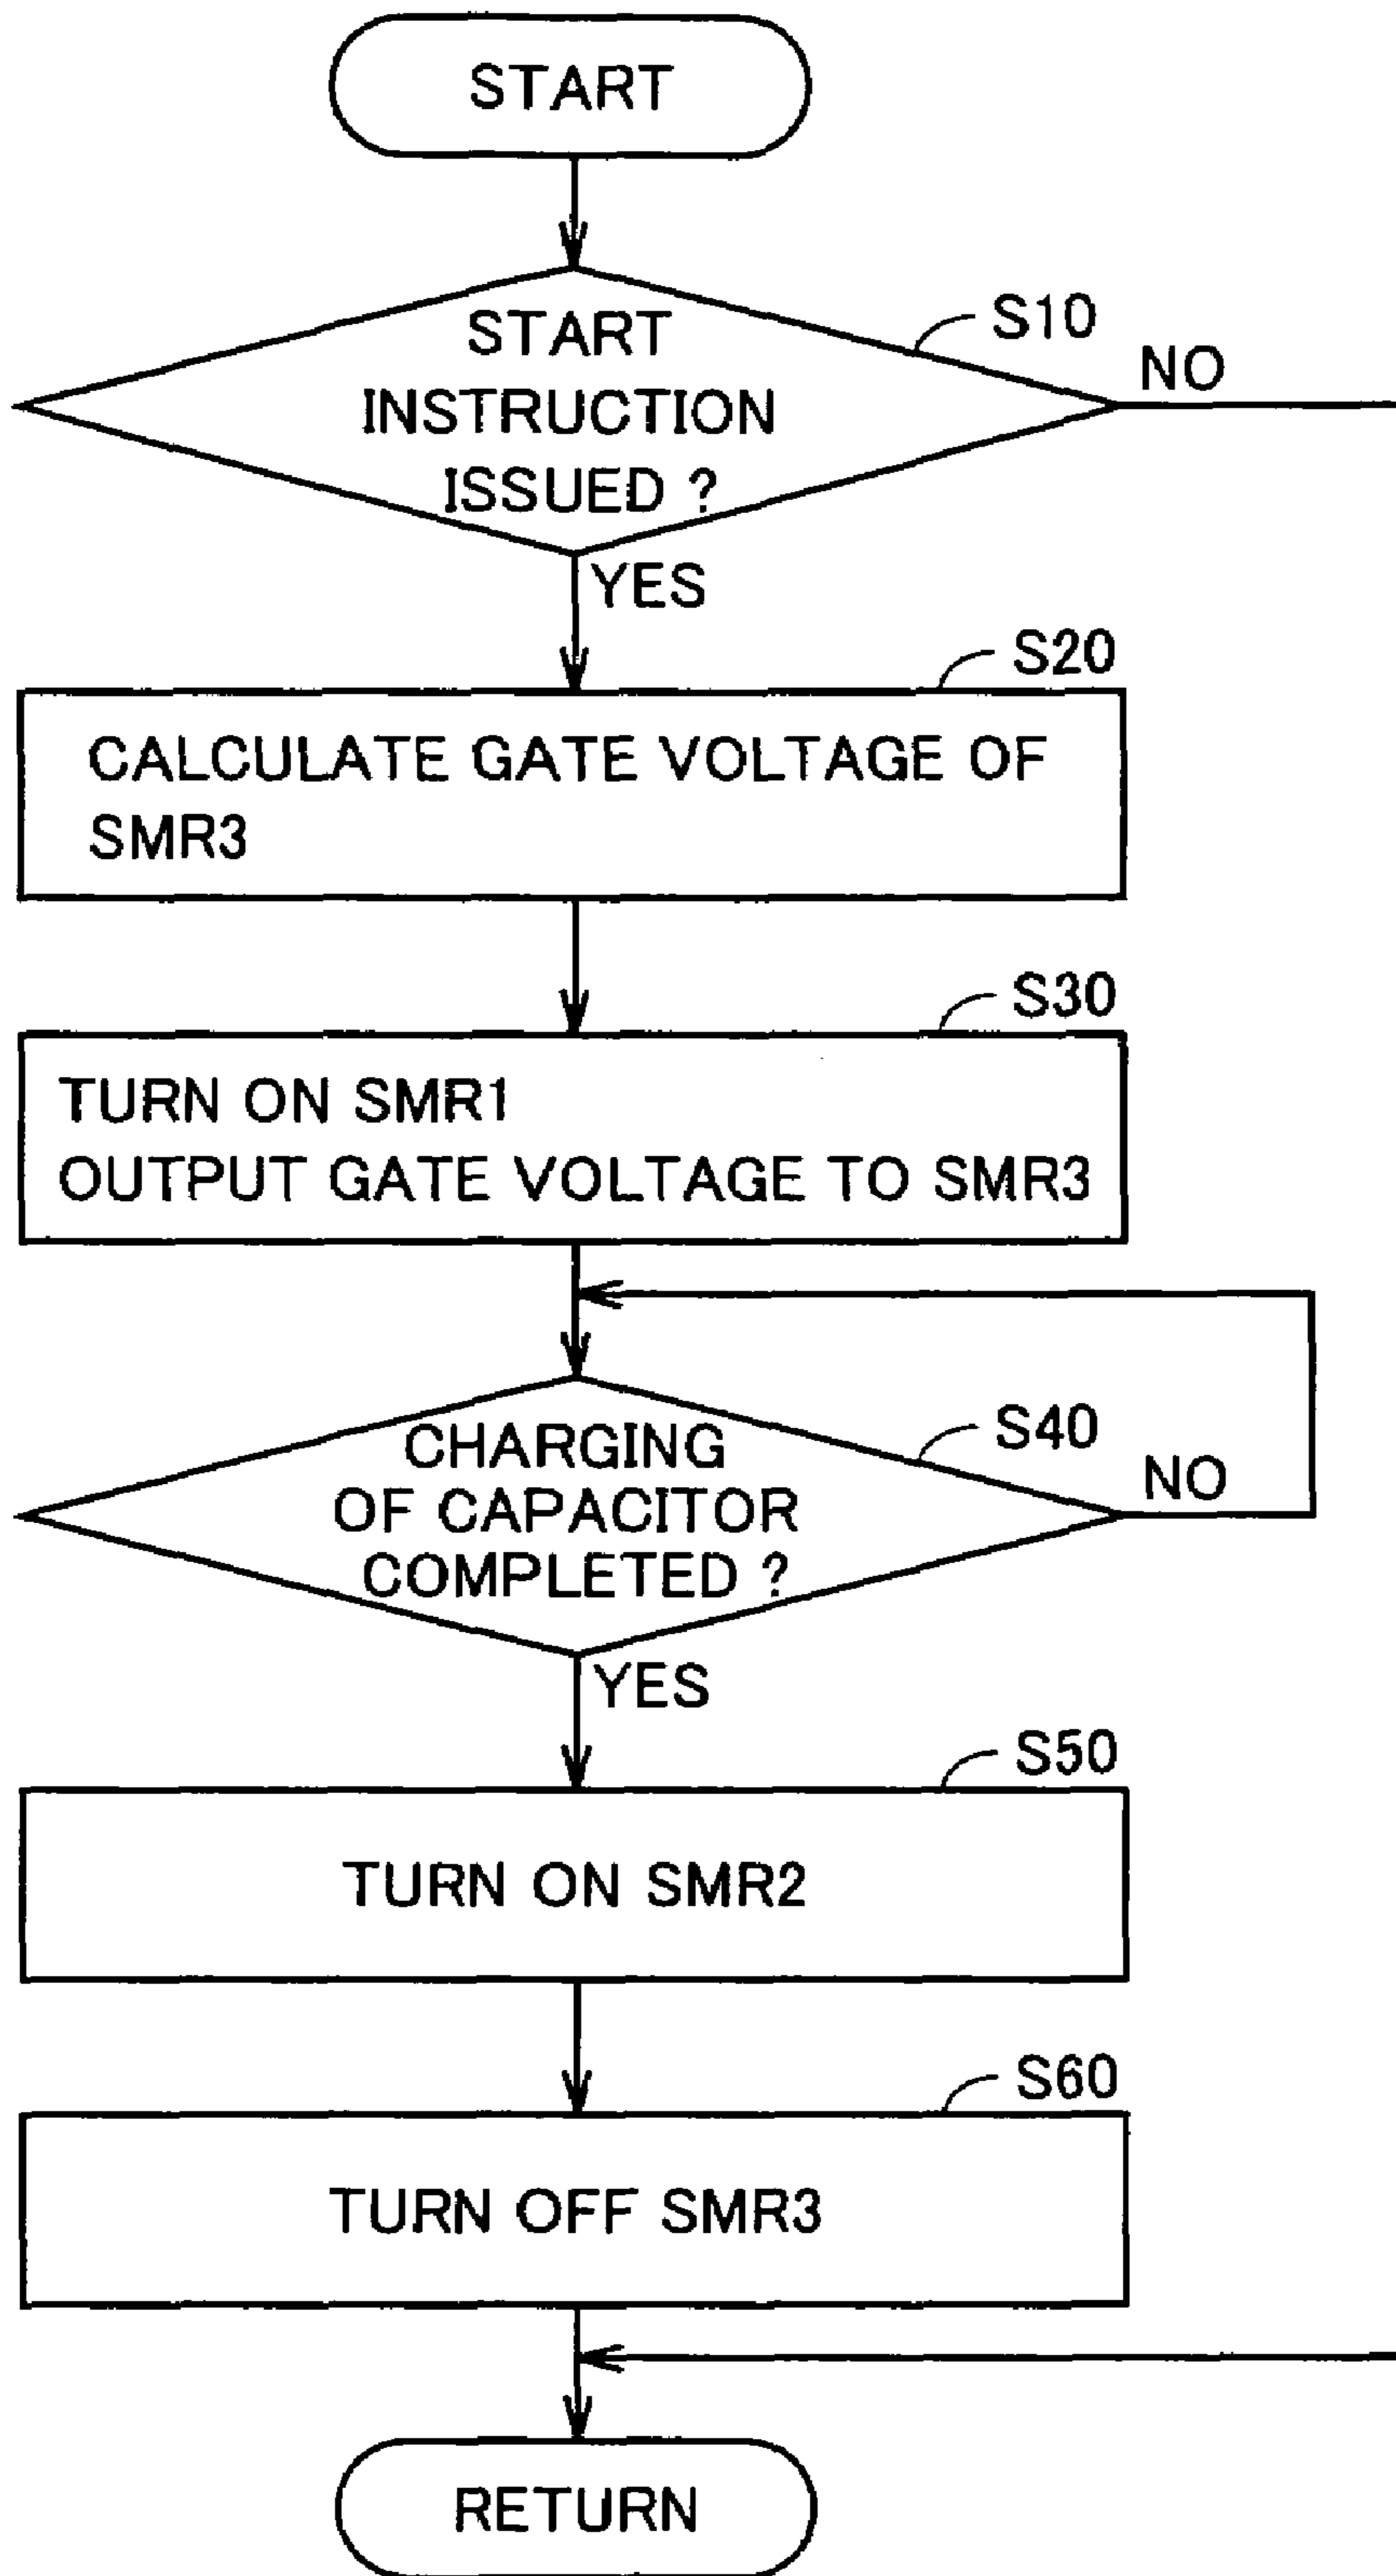 START
S10
START
INSTRUCTION
ISSUED ?
NO
YES
S20
CALCULATE GATE VOLTAGE OF
SMR3
S30
TURN ON SMR1
OUTPUT GATE VOLTAGE TO SMR3
S40
CHARGING
OF CAPACITOR
COMPLETED ?
NO
YES
S50
TURN ON SMR2
S60
TURN OFF SMR3
RETURN